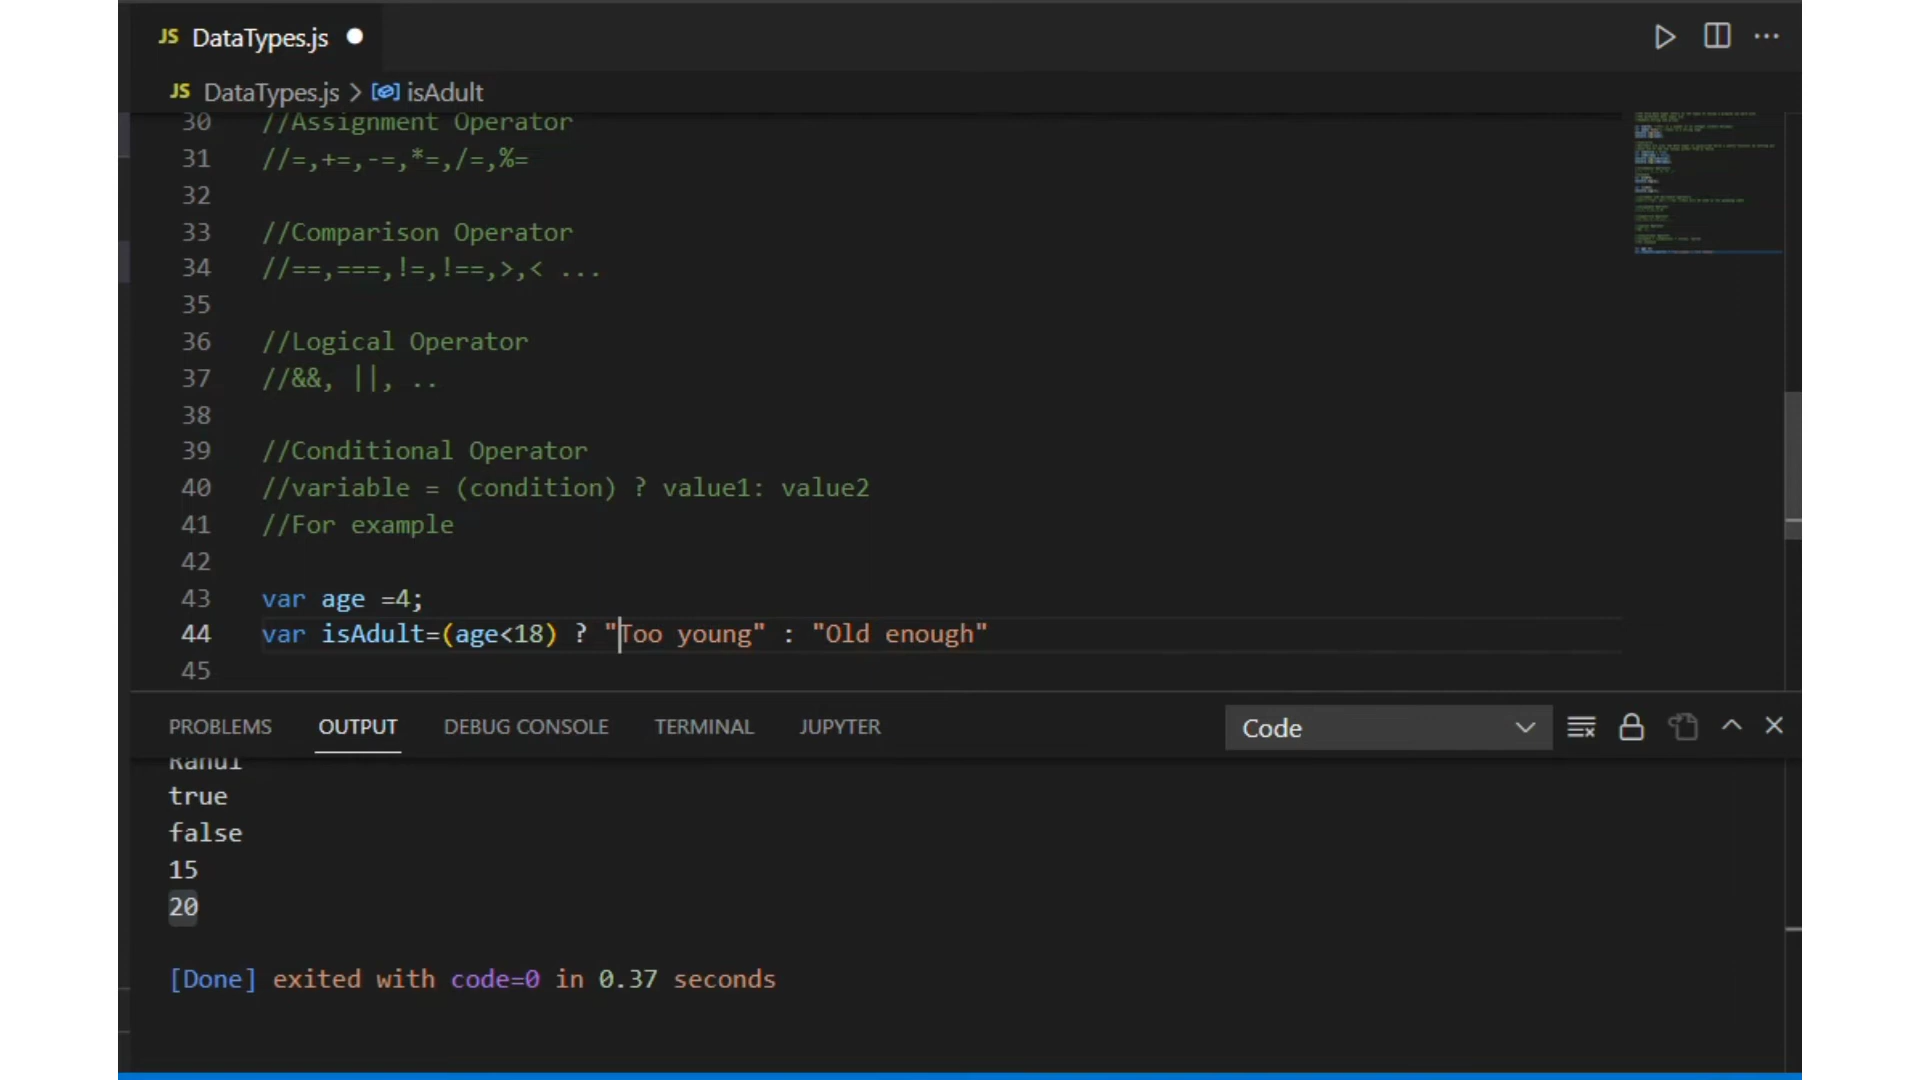 JS DataTypes.js
JS DataTypes.js > isAdult
30 //Assignment Operator
31 //=,+=,-=,*=,/=,%=
32
33 //Comparison Operator
34 //==,===,!=,!==,>,< ...
35
36 //Logical Operator
37 //&&, ||, ..
38
39 //Conditional Operator
40 //variable = (condition) ? value1: value2
41 //For example
42
43 var age =4;
44 var isAdult=(age<18) ? "Too young" : "Old enough"
45
PROBLEMS OUTPUT DEBUG CONSOLE TERMINAL JUPYTER Code
Rahul
true
false
15
20
[Done] exited with code=0 in 0.37 seconds